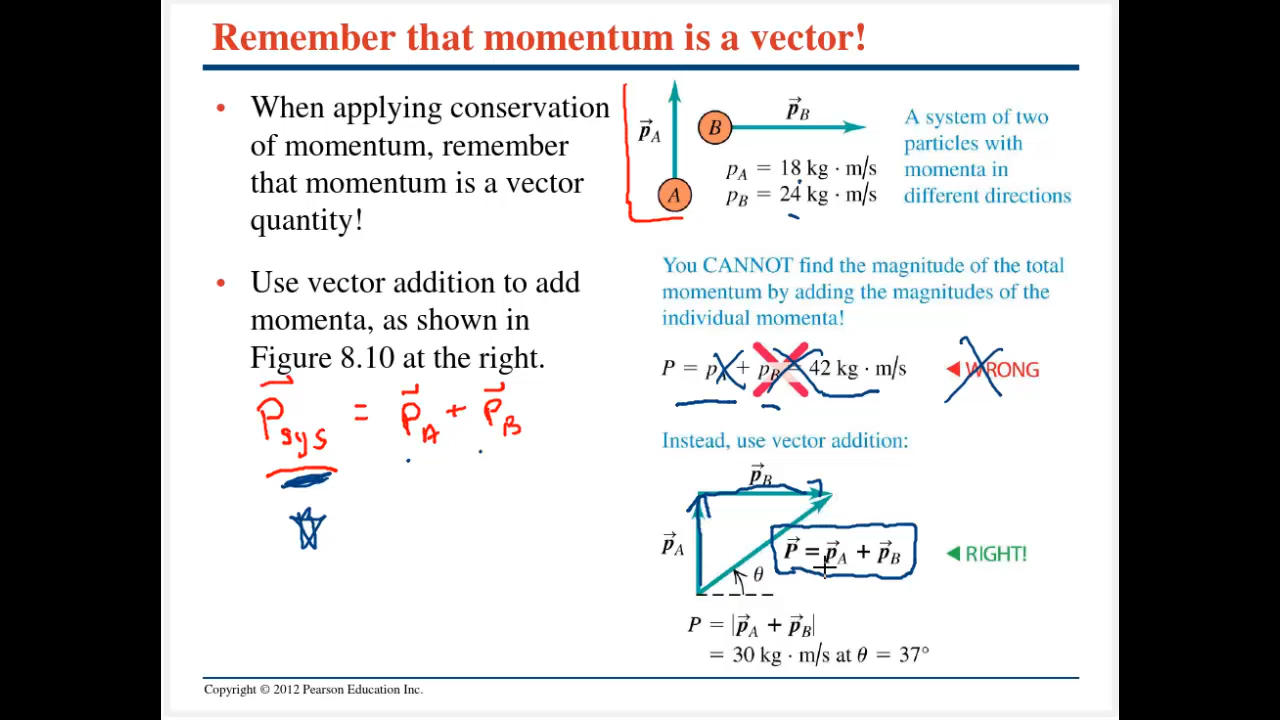 Remember that momentum is a vector!
• When applying conservation
of momentum, remember
that momentum is a vector
quantity!
• Use vector addition to add
momenta, as shown in
Figure 8.10 at the right.
P⃗sys = P⃗A + P⃗B
p⃗A
A
B
p⃗B
pA = 18 kg · m/s
pB = 24 kg · m/s
A system of two
particles with
momenta in
different directions
You CANNOT find the magnitude of the total
momentum by adding the magnitudes of the
individual momenta!
P = pA + pB = 42 kg · m/s
◀ WRONG
Instead, use vector addition:
p⃗B
p⃗A
P⃗ = p⃗A + p⃗B
θ
◀ RIGHT!
P = |p⃗A + p⃗B|
= 30 kg · m/s at θ = 37°
Copyright © 2012 Pearson Education Inc.